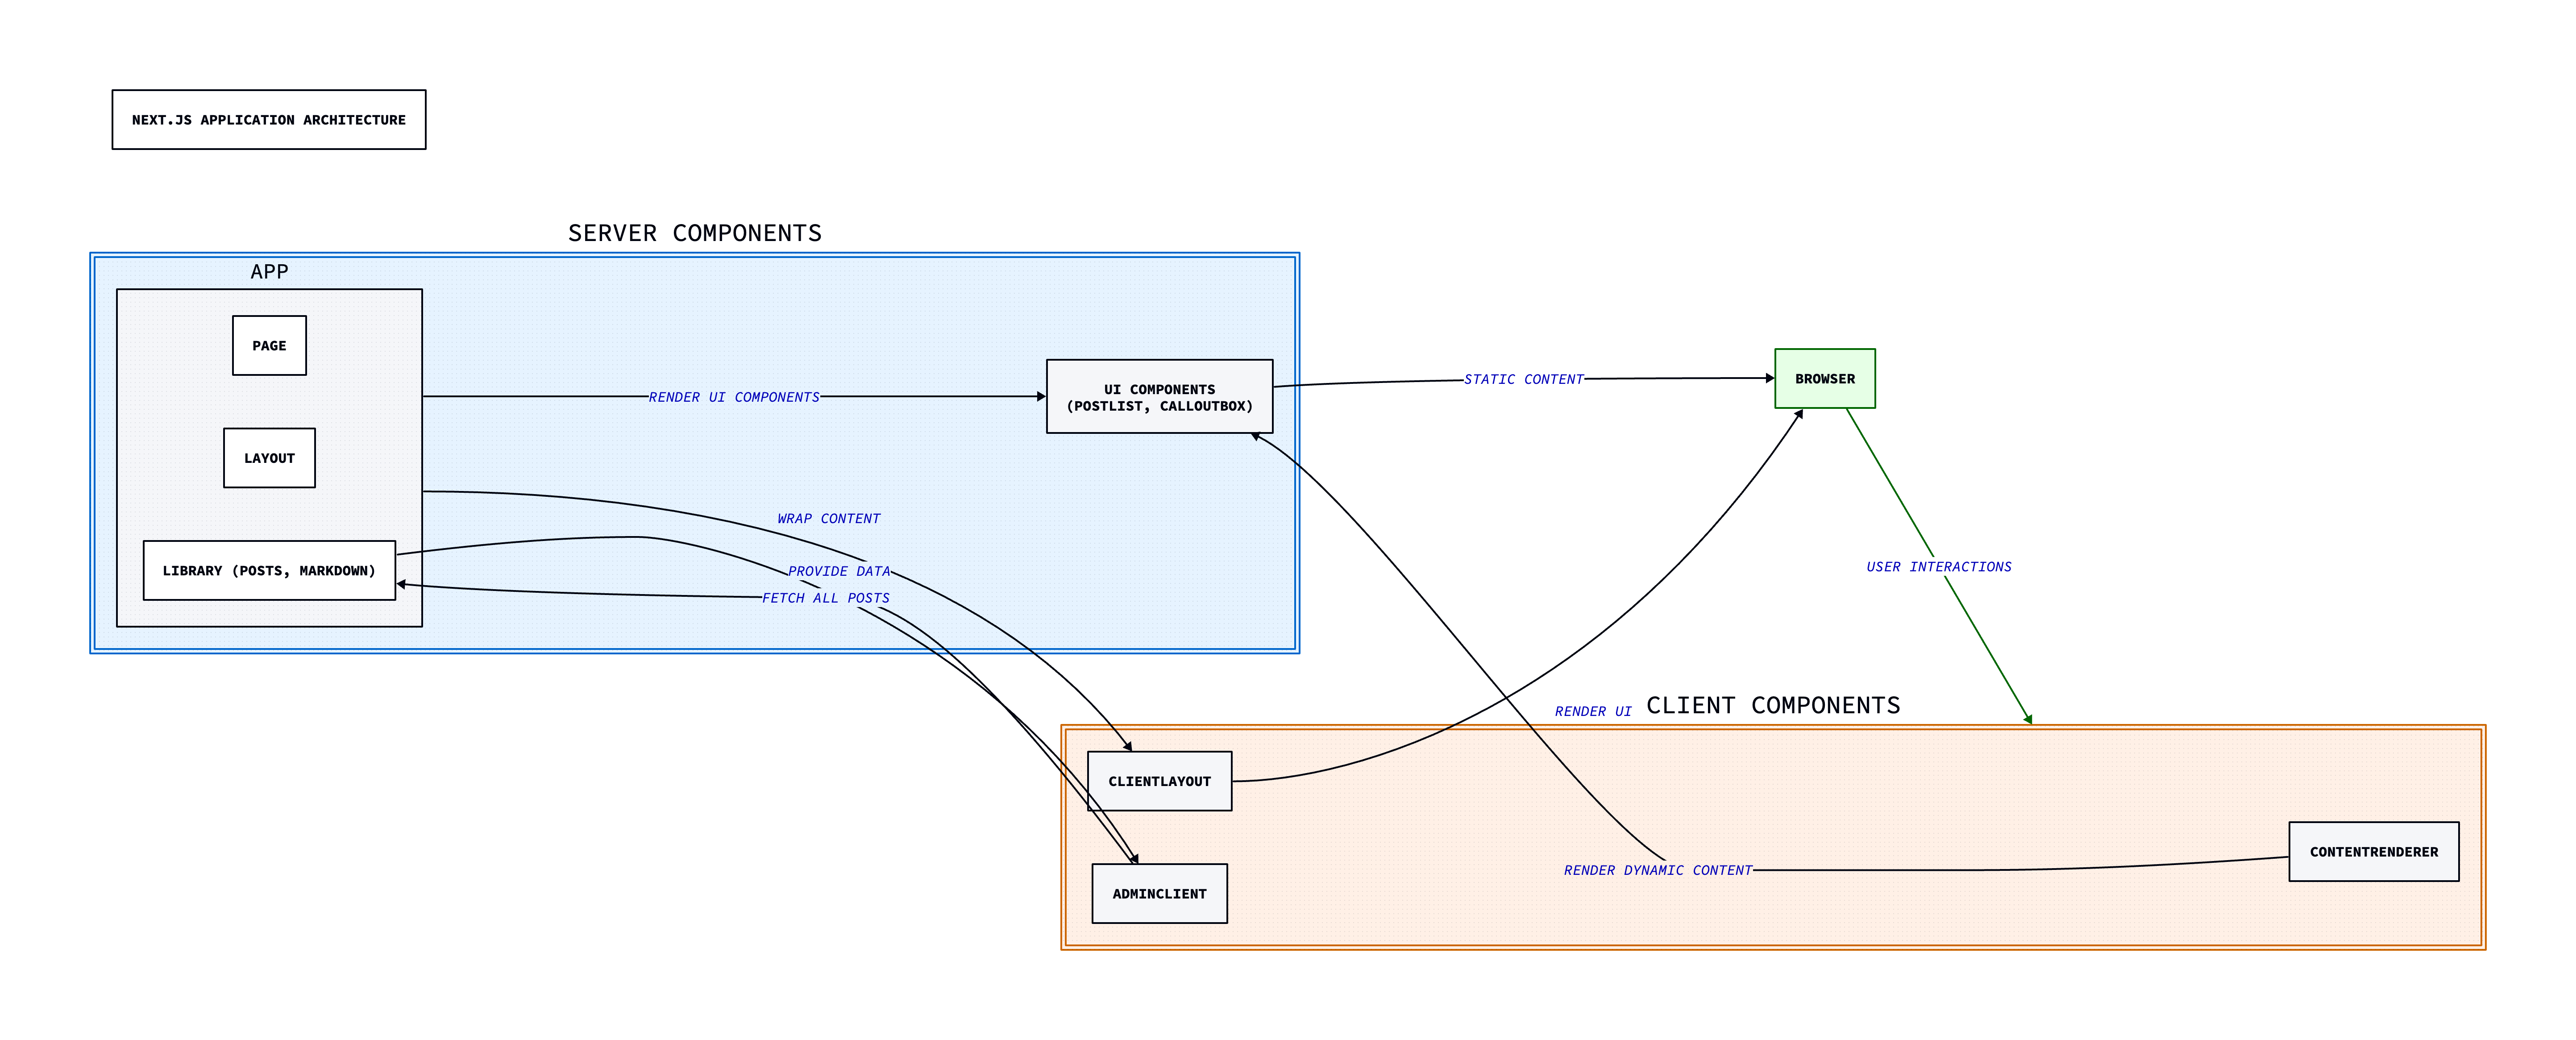 NEXT.JS APPLICATION ARCHITECTURE
SERVER COMPONENTS
APP
PAGE
LAYOUT
LIBRARY (POSTS, MARKDOWN)
RENDER UI COMPONENTS
UI COMPONENTS
(POSTLIST, CALLOUTBOX)
STATIC CONTENT
BROWSER
WRAP CONTENT
PROVIDE DATA
FETCH ALL POSTS
USER INTERACTIONS
RENDER UI
CLIENT COMPONENTS
CLIENTLAYOUT
ADMINCLIENT
RENDER DYNAMIC CONTENT
CONTENTRENDERER